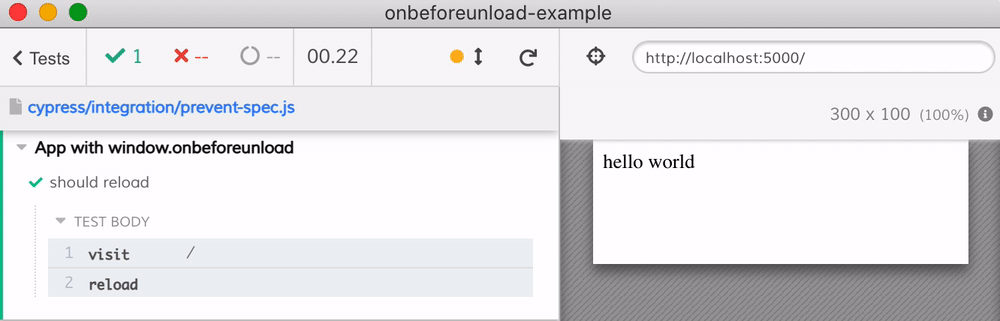 onbeforeunload-example
Tests 1 -- -- 00.22 http://localhost:5000/
cypress/integration/prevent-spec.js
300 x 100 (100%)
App with window.onbeforeunload
hello world
should reload
TEST BODY
1 visit /
2 reload